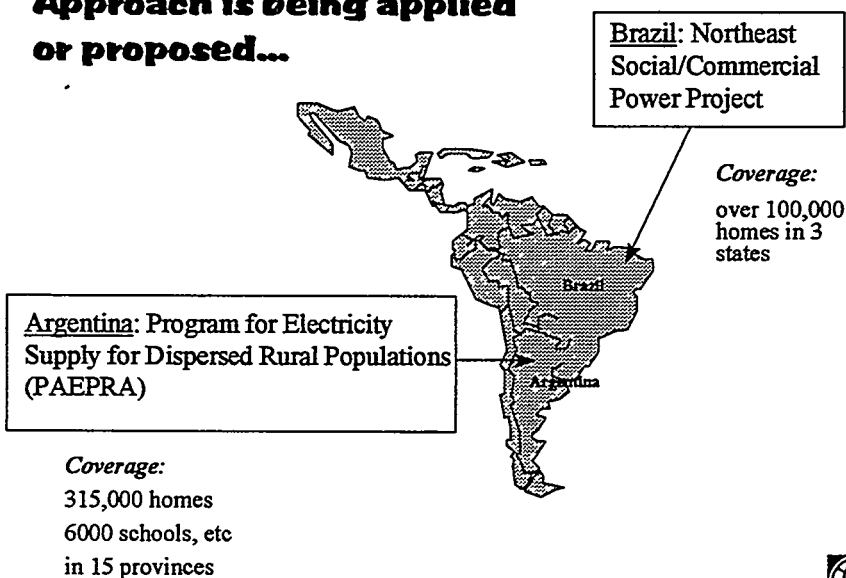 Approach is being applied
or proposed...
Brazil: Northeast
Social/Commercial
Power Project
Coverage:
over 100,000
homes in 3
states
Brazil
Argentina: Program for Electricity
Supply for Dispersed Rural Populations
(PAEPRA)
Argentina
Coverage:
315,000 homes
6000 schools, etc
in 15 provinces